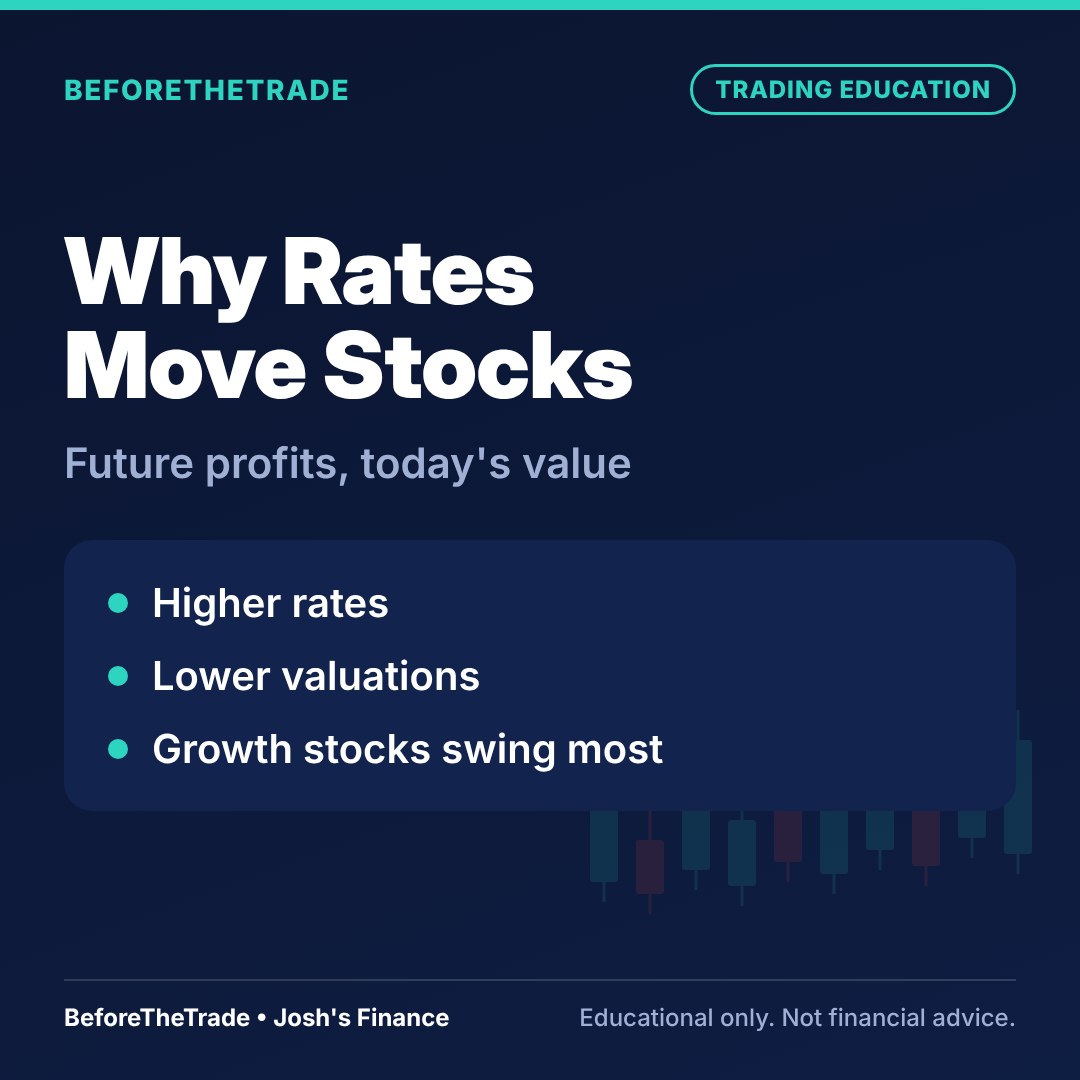 BEFORETHETRADE
TRADING EDUCATION
Why Rates
Move Stocks
Future profits, today's value
Higher rates
Lower valuations
Growth stocks swing most
BeforeTheTrade • Josh's Finance
Educational only. Not financial advice.